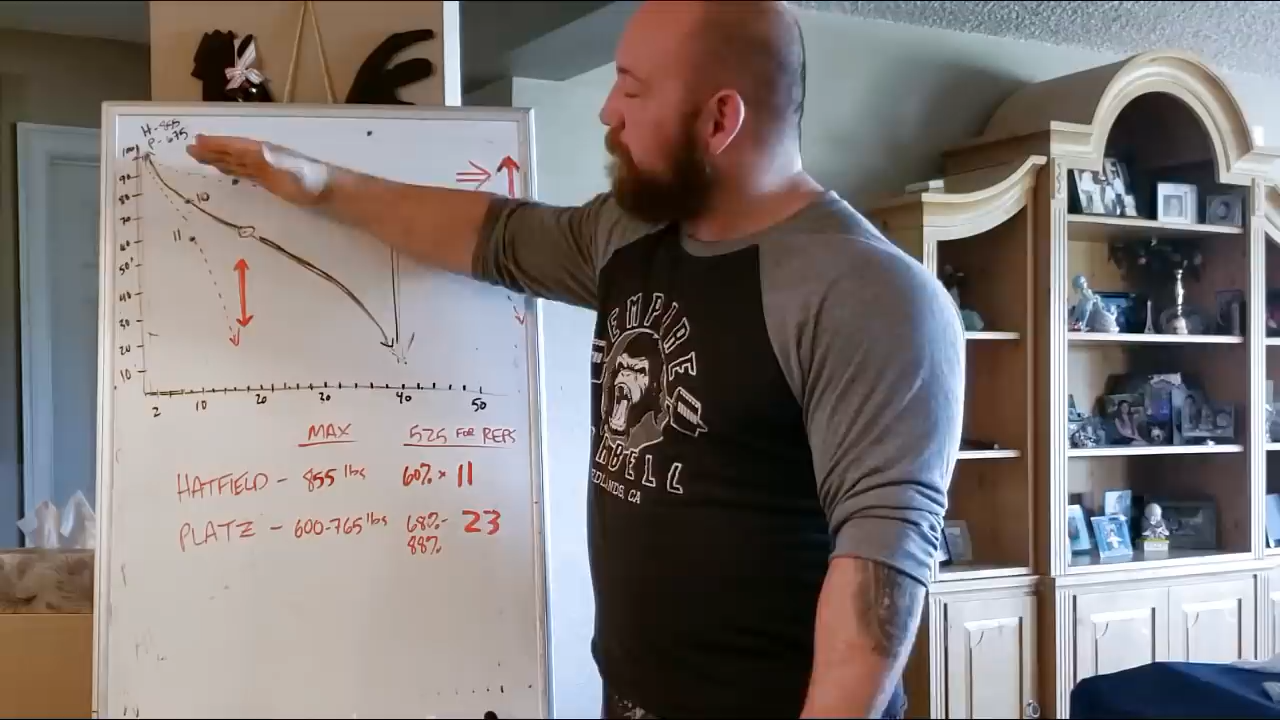 H-855
P-675
100
90
80
10
70
11
60
50
40
30
20
10
2 10 20 30 40 50
MAX 525 FOR REPS
HATFIELD - 855 lbs 60% × 11
PLATZ - 600-765 lbs 68%- 23
88%
EMPIRE
BARBELL
REDLANDS, CA